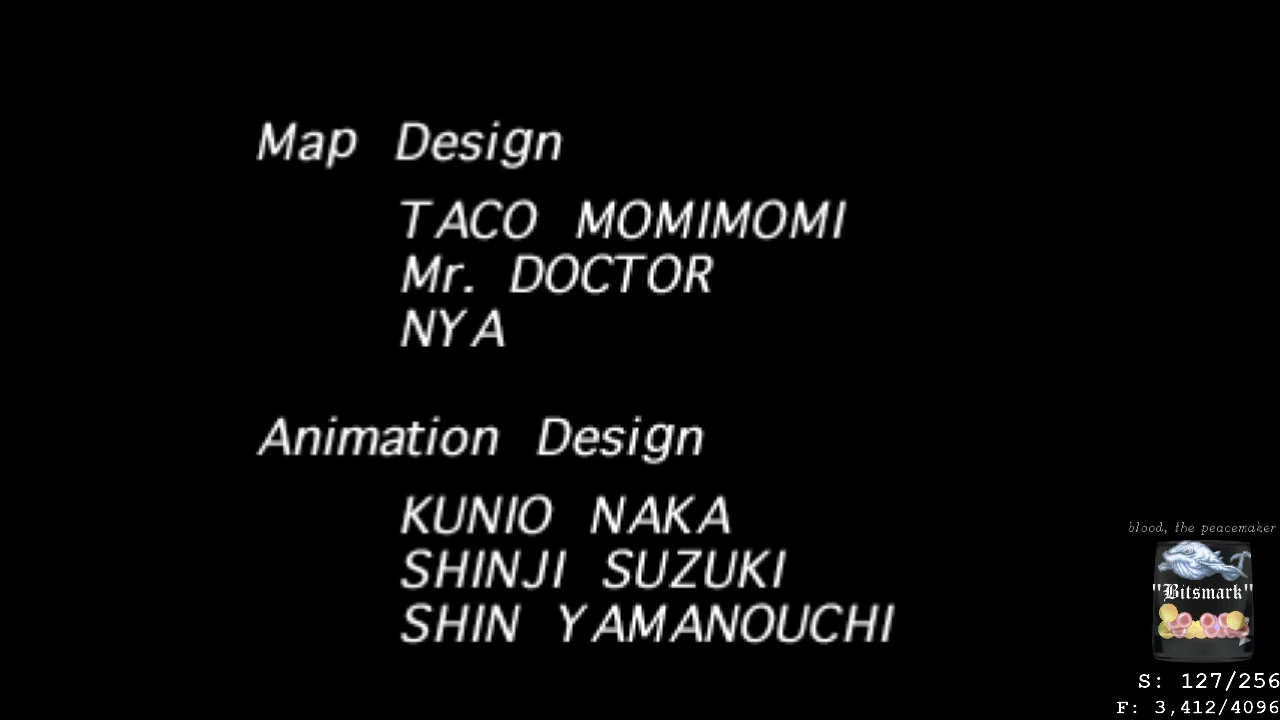 Map Design
TACO MOMIMOMI
Mr. DOCTOR
NYA
Animation Design
KUNIO NAKA
SHINJI SUZUKI
SHIN YAMANOUCHI
blood, the peacemaker
"Bitsmark"
S: 127/256
F: 3,412/4096